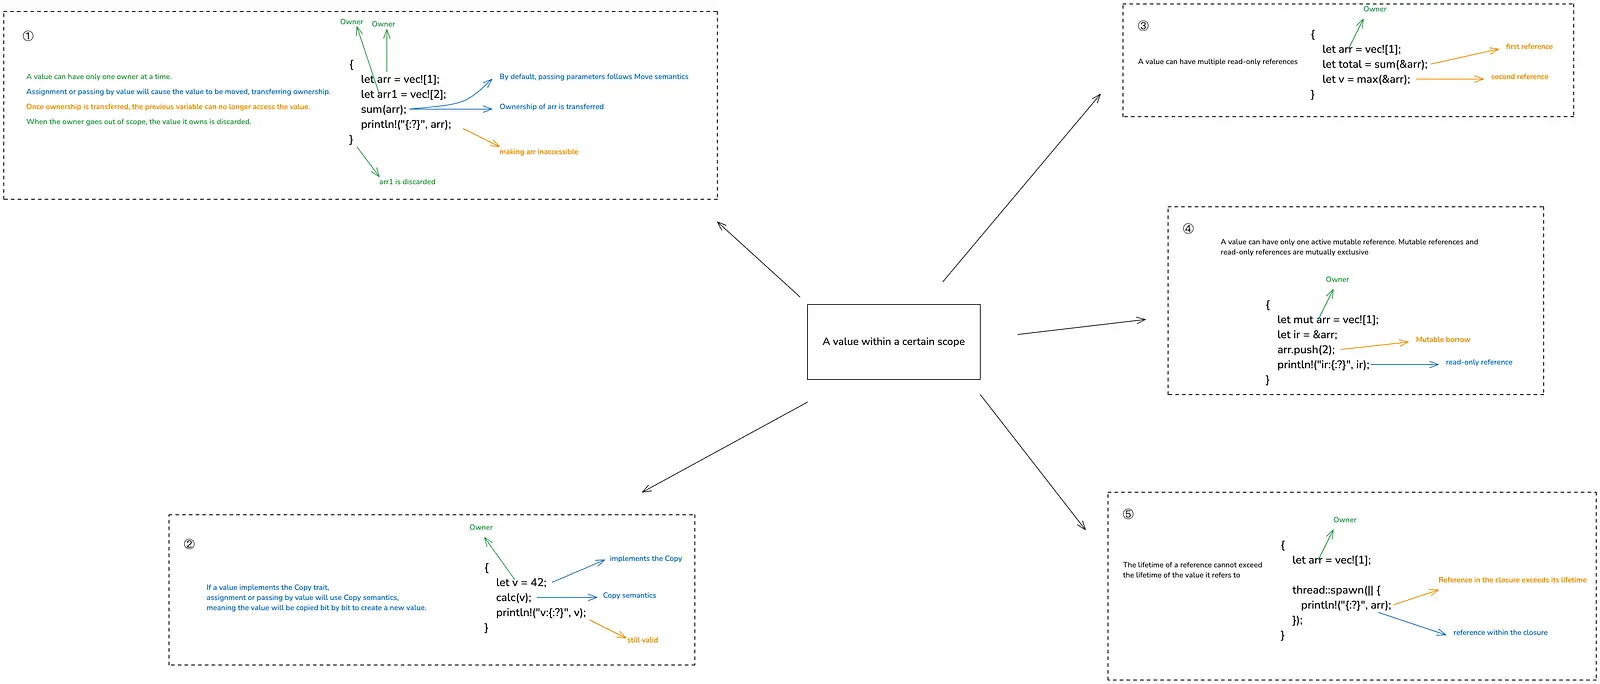 ①
Owner
Owner
A value can have only one owner at a time.
Assignment or passing by value will cause the value to be moved, transferring ownership.
Once ownership is transferred, the previous variable can no longer access the value.
When the owner goes out of scope, the value it owns is discarded.
{
let arr = vec![1];
let arr1 = vec![2];
sum(arr);
println!("{:?}", arr);
}
By default, passing parameters follows Move semantics
Ownership of arr is transferred
making arr inaccessible
arr1 is discarded
③
Owner
A value can have multiple read-only references
{
let arr = vec![1];
let total = sum(&arr);
let v = max(&arr);
}
first reference
second reference
④
A value can have only one active mutable reference. Mutable references and
read-only references are mutually exclusive
Owner
{
let mut arr = vec![1];
let ir = &arr;
arr.push(2);
println!("ir:{:?}", ir);
}
Mutable borrow
read-only reference
A value within a certain scope
②
Owner
If a value implements the Copy trait,
assignment or passing by value will use Copy semantics,
meaning the value will be copied bit by bit to create a new value.
{
let v = 42;
calc(v);
println!("v:{:?}", v);
}
implements the Copy
Copy semantics
still valid
⑤
Owner
The lifetime of a reference cannot exceed
the lifetime of the value it refers to
{
let arr = vec![1];
thread::spawn(|| {
println!("{:?}", arr);
});
}
Reference in the closure exceeds its lifetime
reference within the closure